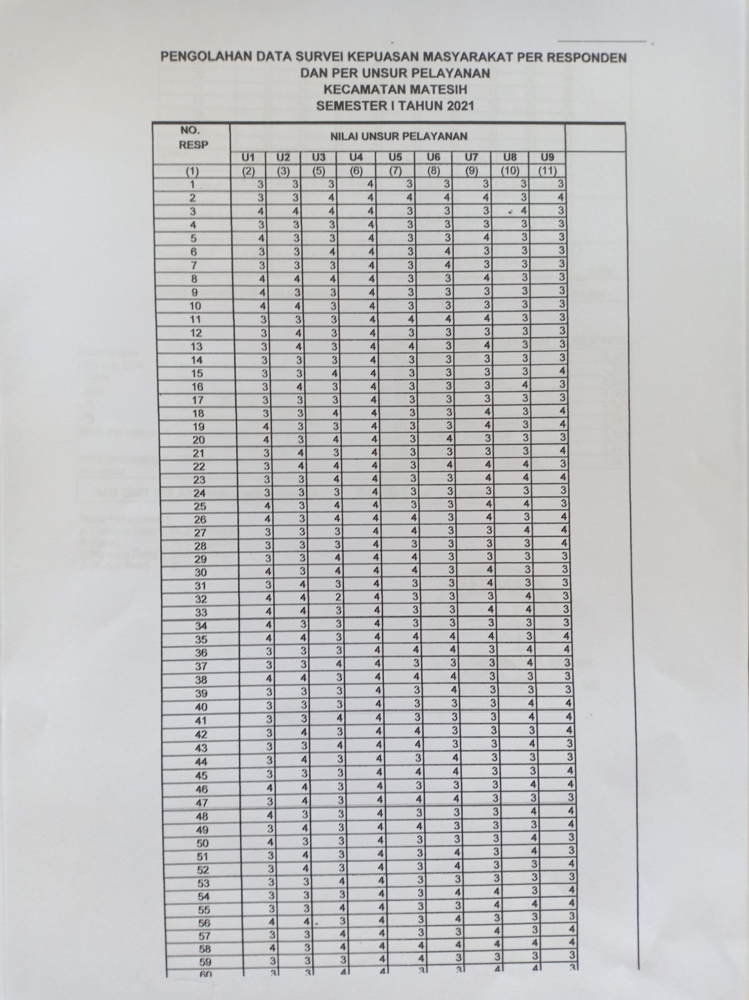 PENGOLAHAN DATA SURVEI KEPUASAN MASYARAKAT PER RESPONDEN
DAN PER UNSUR PELAYANAN
KECAMATAN MATESIH
SEMESTER I TAHUN 2021
NO. RESP NILAI UNSUR PELAYANAN
U1 U2 U3 U4 U5 U6 U7 U8 U9
(1) (2) (3) (5) (6) (7) (8) (9) (10) (11)
1 3 3 3 4 3 3 3 3 3
2 3 3 4 4 4 4 4 3 4
3 4 4 4 4 3 3 3 4 3
4 3 3 3 4 3 3 3 3 3
5 4 3 3 4 3 3 4 3 3
6 3 3 4 4 3 4 3 3 3
7 3 3 3 4 3 4 3 3 3
8 4 4 4 4 3 3 4 3 3
9 4 3 3 4 3 3 3 3 3
10 4 4 3 4 3 3 3 3 3
11 3 3 3 4 4 4 4 3 3
12 3 4 3 4 3 3 3 3 3
13 3 4 3 4 4 3 4 3 3
14 3 3 3 4 3 3 3 3 3
15 3 3 4 4 3 3 3 3 4
16 3 4 3 4 3 3 3 4 3
17 3 3 3 4 3 3 3 3 3
18 3 3 4 4 3 3 4 3 4
19 4 3 3 4 3 3 4 3 4
20 4 3 4 4 3 4 3 3 3
21 3 4 3 4 3 3 3 3 4
22 3 4 4 4 3 4 4 4 3
23 3 3 4 4 3 3 4 4 4
24 3 3 3 4 3 3 3 3 3
25 4 3 4 4 3 3 4 4 3
26 4 3 4 4 4 3 4 3 4
27 3 3 3 4 4 3 3 4 4
28 3 3 3 4 3 3 3 3 4
29 3 3 4 4 4 3 3 3 3
30 4 3 4 4 4 3 4 3 3
31 3 4 3 4 3 3 4 3 3
32 4 4 2 4 3 3 3 4 3
33 4 4 3 4 3 3 4 4 3
34 4 3 3 4 3 3 3 3 3
35 4 4 3 4 4 4 4 3 4
36 3 3 3 4 4 4 3 4 4
37 3 3 4 4 3 3 3 4 3
38 4 4 3 4 4 4 3 3 3
39 3 3 3 4 3 4 3 3 3
40 3 3 3 4 3 3 3 4 4
41 3 3 4 4 3 3 3 4 4
42 3 4 3 4 4 3 3 3 4
43 3 3 4 4 4 3 3 4 3
44 3 4 3 4 3 4 3 3 3
45 3 3 3 4 4 4 3 3 4
46 4 4 3 4 3 3 3 4 4
47 3 4 3 4 4 4 3 3 3
48 4 3 3 4 3 3 3 4 4
49 3 4 3 4 4 3 3 3 4
50 4 3 3 4 3 3 3 4 3
51 3 4 3 4 3 4 3 4 3
52 3 4 3 4 3 4 3 3 4
53 3 3 4 4 3 3 3 3 3
54 3 3 3 4 3 4 4 3 4
55 3 3 4 4 3 3 4 4 4
56 4 4 3 4 3 4 3 3 3
57 3 3 4 4 3 3 4 3 4
58 4 3 4 4 4 4 4 4 4
59 3 3 3 4 4 3 3 3 3
60 3 3 4 4 3 3 4 4 3